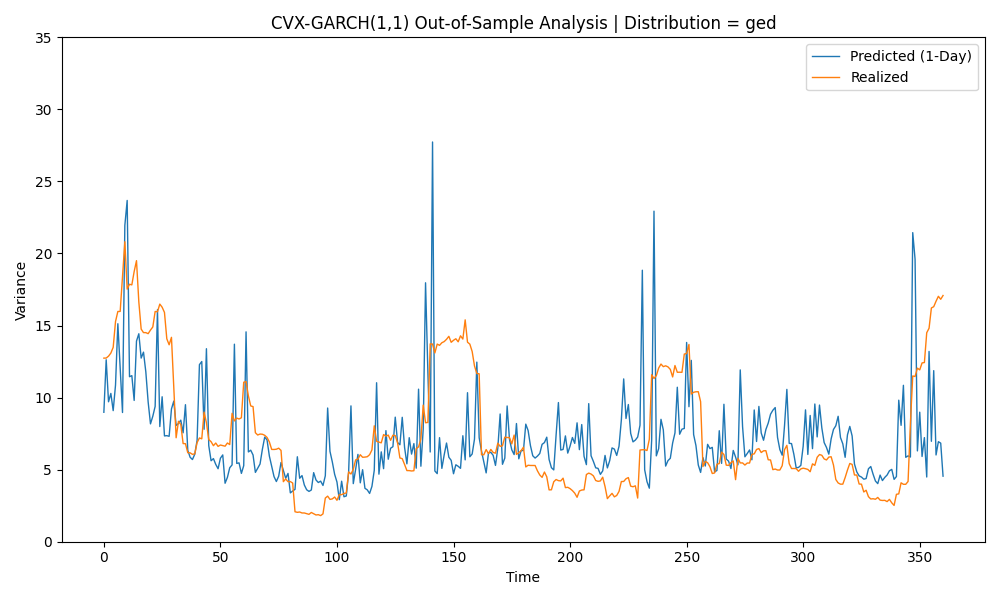 CVX-GARCH(1,1) Out-of-Sample Analysis | Distribution = ged
Predicted (1-Day)
Realized
Variance
35
30
25
20
15
10
5
0
0 50 100 150 200 250 300 350
Time